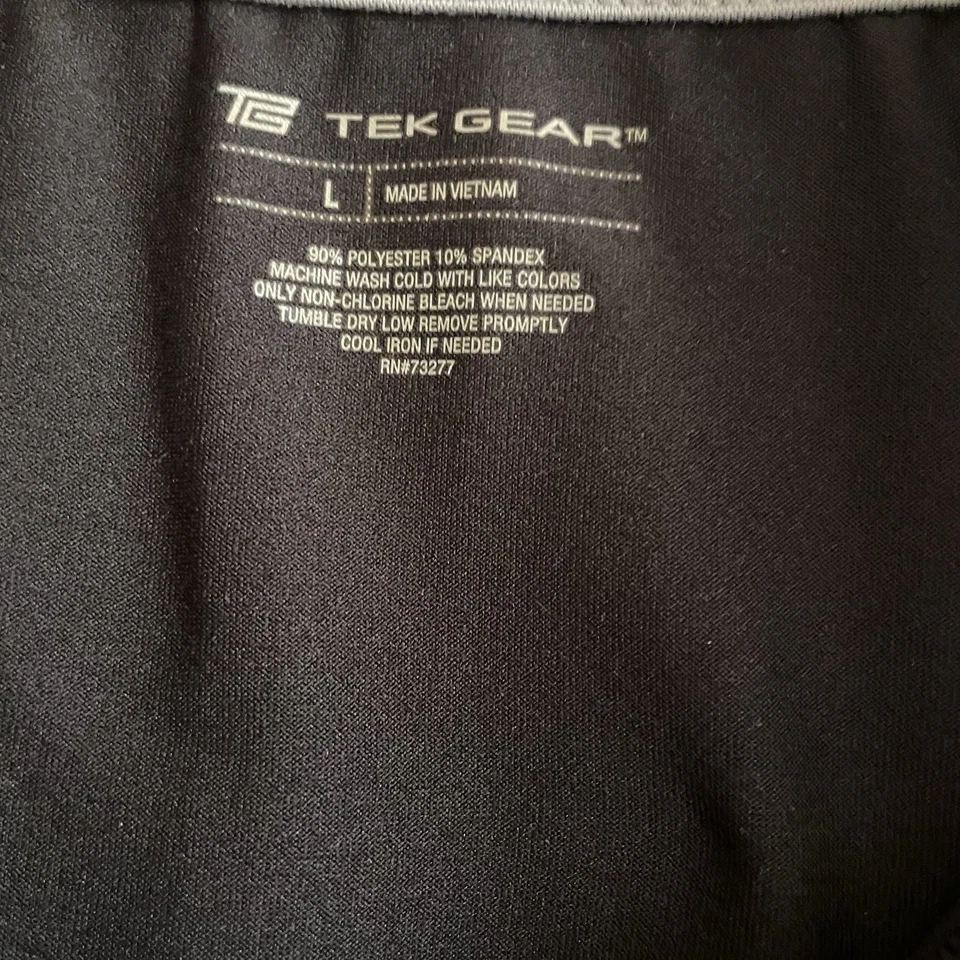 TG TEK GEAR™
L MADE IN VIETNAM
90% POLYESTER 10% SPANDEX
MACHINE WASH COLD WITH LIKE COLORS
ONLY NON-CHLORINE BLEACH WHEN NEEDED
TUMBLE DRY LOW REMOVE PROMPTLY
COOL IRON IF NEEDED
RN#73277